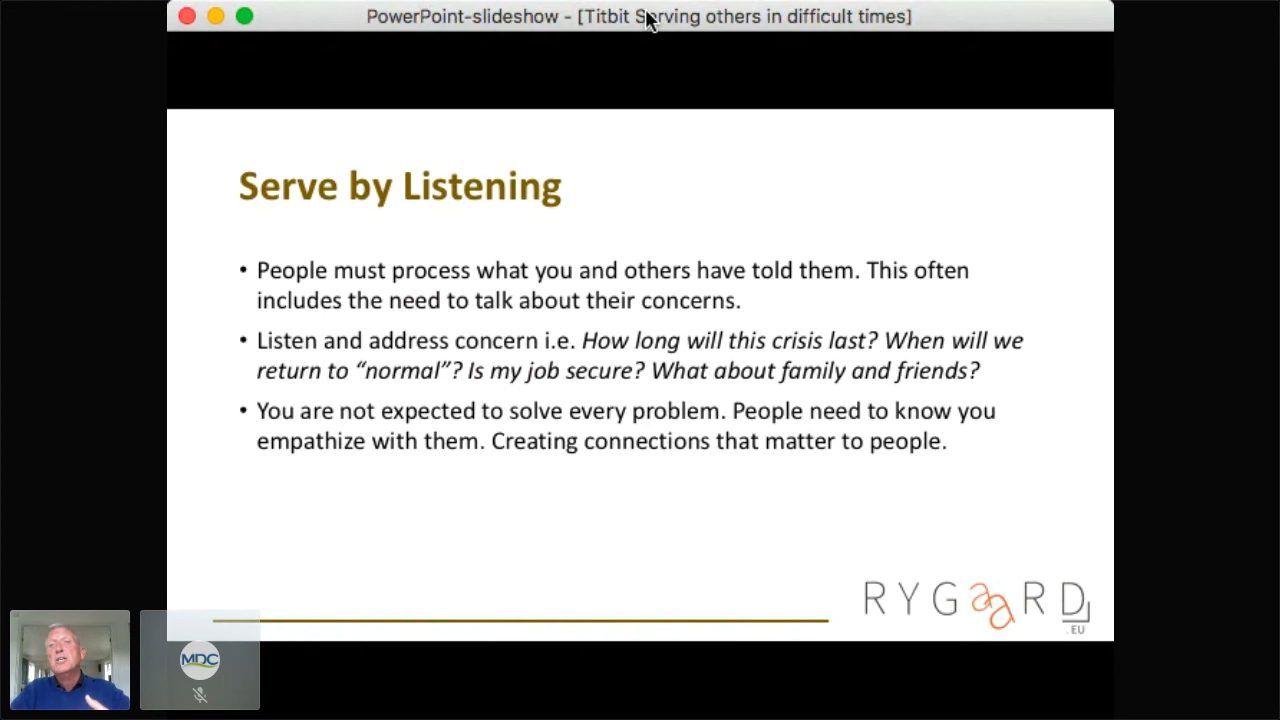 PowerPoint-slideshow - [Titbit Serving others in difficult times]
Serve by Listening
• People must process what you and others have told them. This often
includes the need to talk about their concerns.
• Listen and address concern i.e. How long will this crisis last? When will we
return to “normal”? Is my job secure? What about family and friends?
• You are not expected to solve every problem. People need to know you
empathize with them. Creating connections that matter to people.
RYGaaRD
.EU
MDC